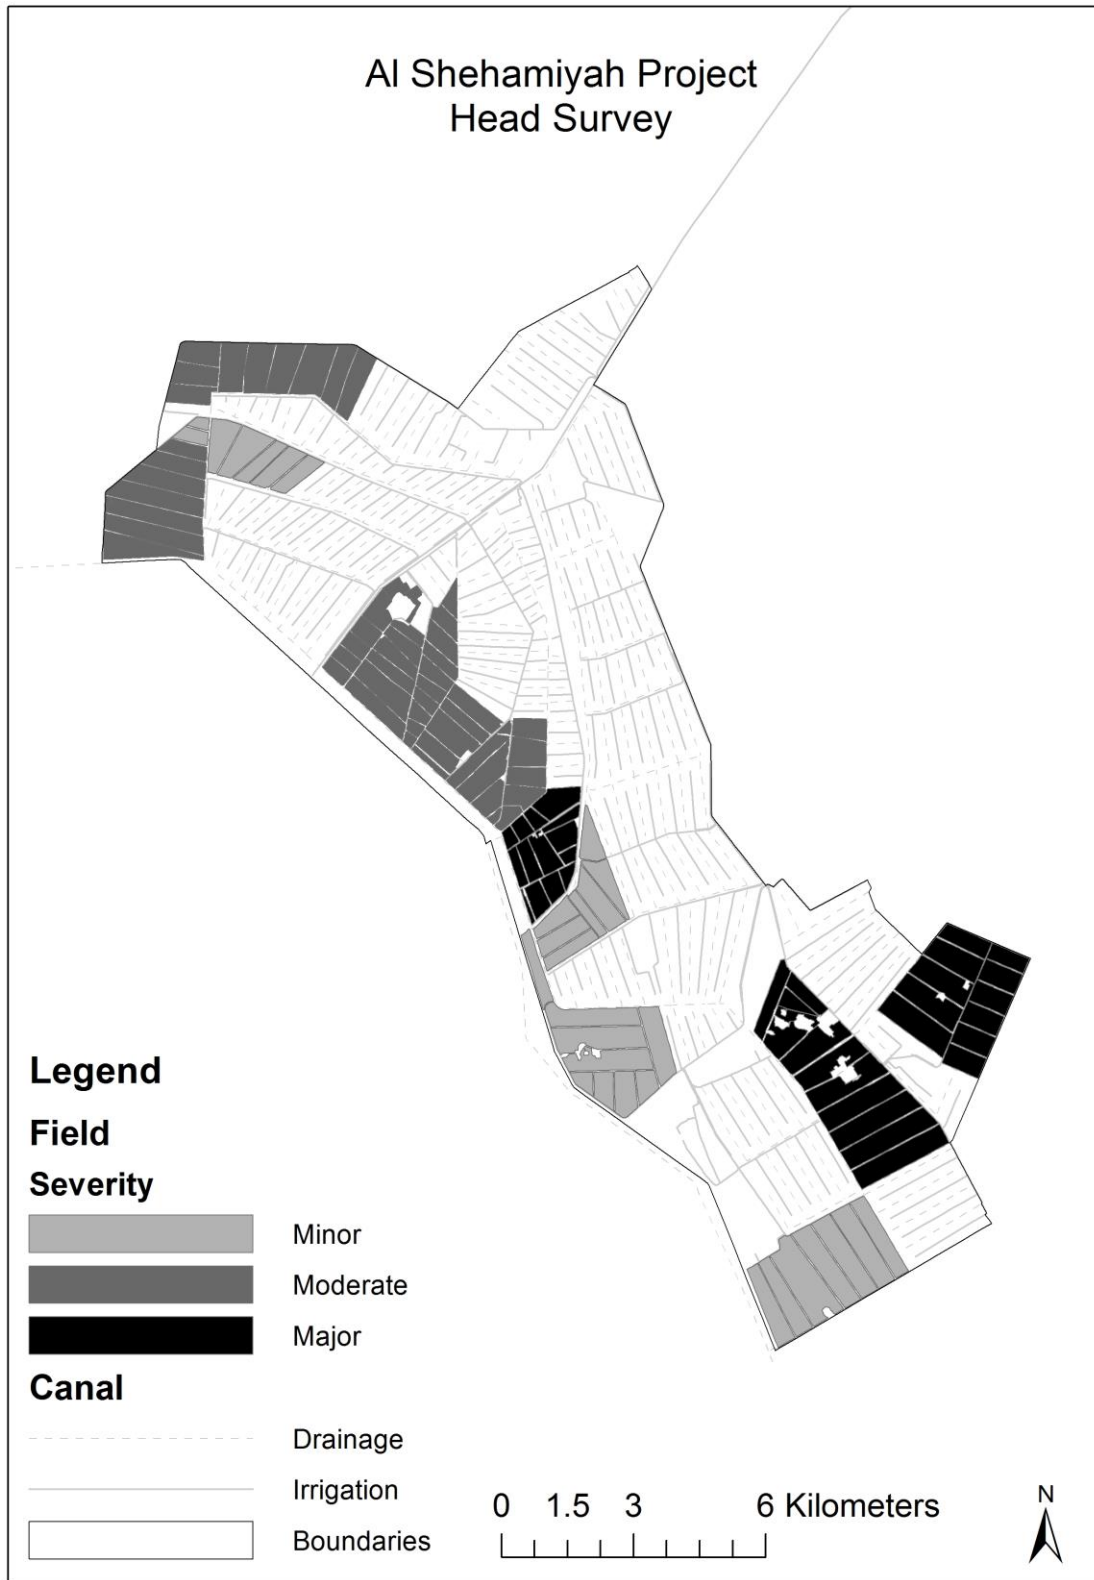 Al Shehamiyah Project
Head Survey
Legend
Field
Severity
Minor
Moderate
Major
Canal
Drainage
Irrigation
Boundaries
0 1.5 3 6 Kilometers
N